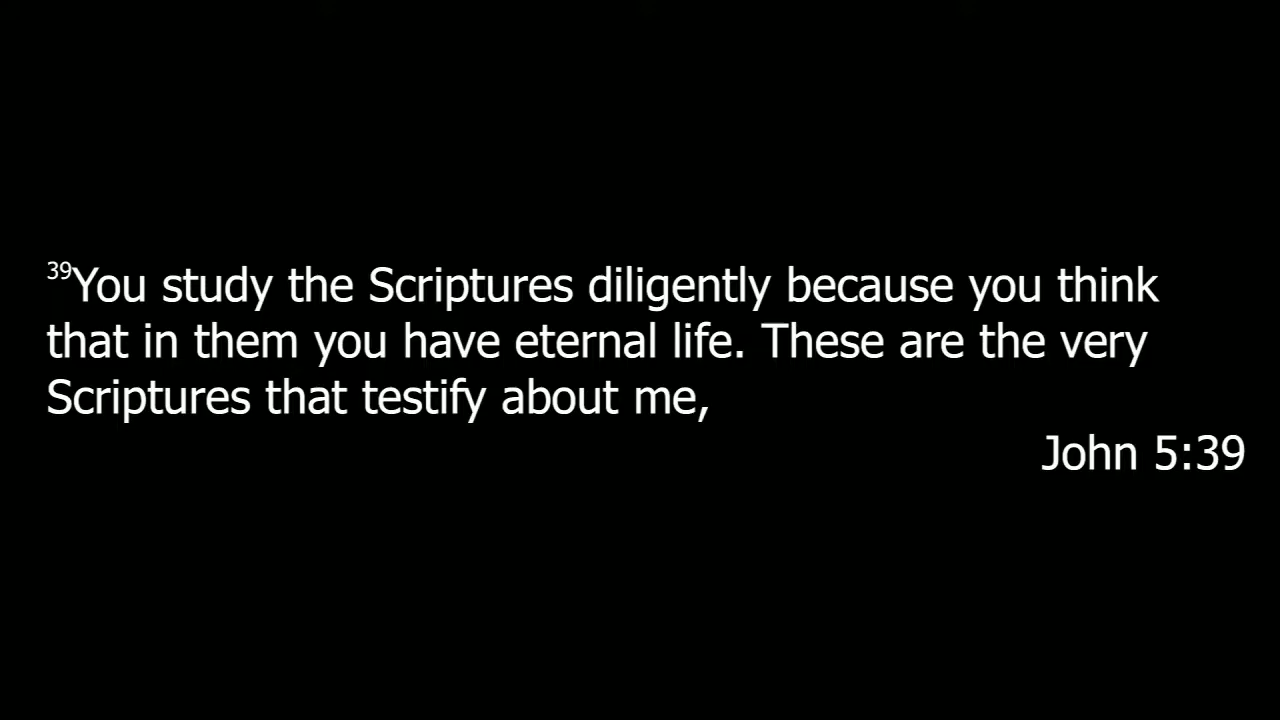 39You study the Scriptures diligently because you think
that in them you have eternal life. These are the very
Scriptures that testify about me,
John 5:39